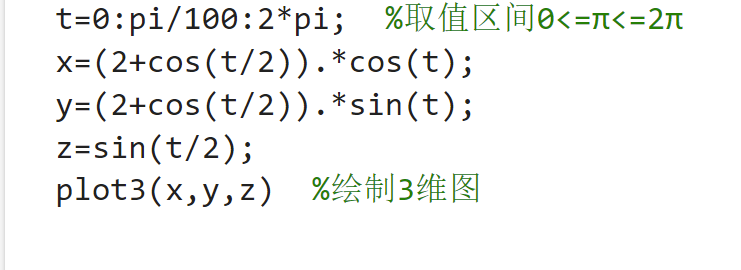 t=0:pi/100:2*pi;  %取值区间0<=π<=2π
x=(2+cos(t/2)).*cos(t);
y=(2+cos(t/2)).*sin(t);
z=sin(t/2);
plot3(x,y,z)  %绘制3维图